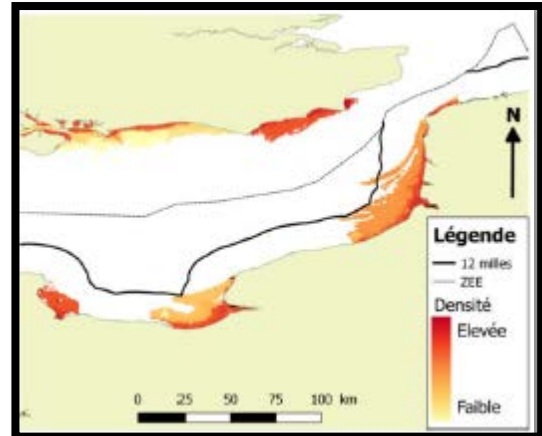 N
Légende
12 milles
ZEE
Densité
Elevée
Faible
0 25 50 75 100 km